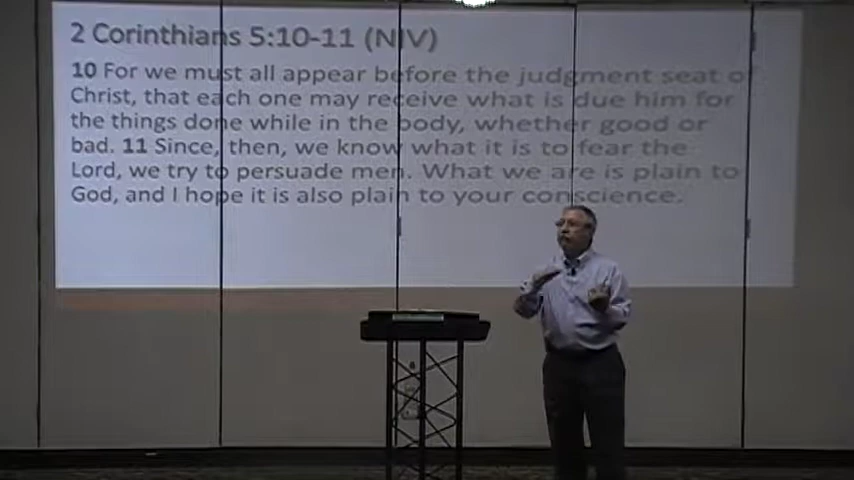 2 Corinthians 5:10-11 (NIV)
10 For we must all appear before the judgment seat of
Christ, that each one may receive what is due him for
the things done while in the body, whether good or
bad. 11 Since, then, we know what it is to fear the
Lord, we try to persuade men. What we are is plain to
God, and I hope it is also plain to your conscience.